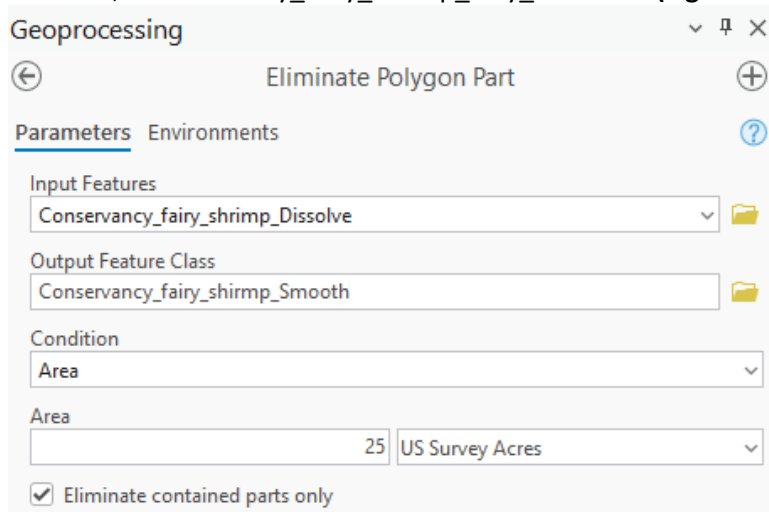 Geoprocessing
Eliminate Polygon Part
Parameters Environments
Input Features
Conservancy_fairy_shrimp_Dissolve
Output Feature Class
Conservancy_fairy_shirmp_Smooth
Condition
Area
Area
25 US Survey Acres
Eliminate contained parts only